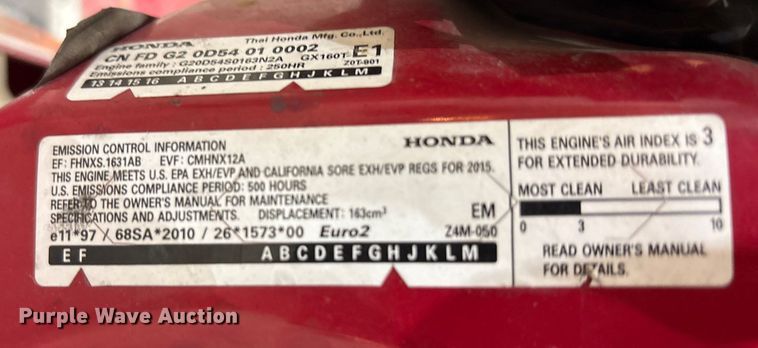 HONDA Thai Honda Mfg. Co.,Ltd.
CN FD G2 0D54 01 0002 E1
Engine family : G20D54S0163N2A GX160T-
Emissions compliance period : 250HR Z0T-901
13 14 15 16 A B C D E F G H J K L M
EMISSION CONTROL INFORMATION HONDA
EF: FHNXS.1631AB EVF: CMHNX12A
THIS ENGINE MEETS U.S. EPA EXH/EVP AND CALIFORNIA SORE EXH/EVP REGS FOR 2015.
U.S. EMISSIONS COMPLIANCE PERIOD: 500 HOURS
REFER TO THE OWNER'S MANUAL FOR MAINTENANCE
SPECIFICATIONS AND ADJUSTMENTS. DISPLACEMENT: 163cm³ EM
e11*97 / 68SA*2010 / 26*1573*00 Euro2 Z4M-050
E F A B C D E F G H J K L M
THIS ENGINE'S AIR INDEX IS 3
FOR EXTENDED DURABILITY.
MOST CLEAN LEAST CLEAN
0 3 10
READ OWNER'S MANUAL
FOR DETAILS.
Purple Wave Auction